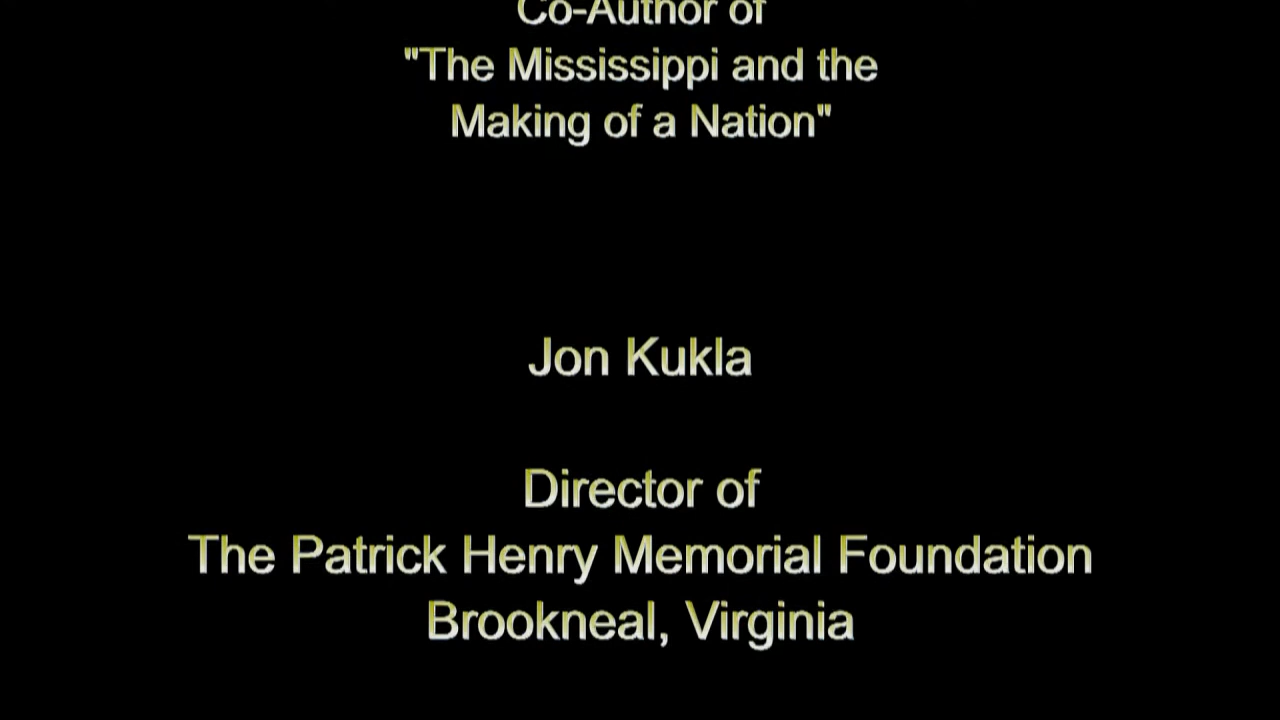 Co-Author of
"The Mississippi and the
Making of a Nation"
Jon Kukla
Director of
The Patrick Henry Memorial Foundation
Brookneal, Virginia